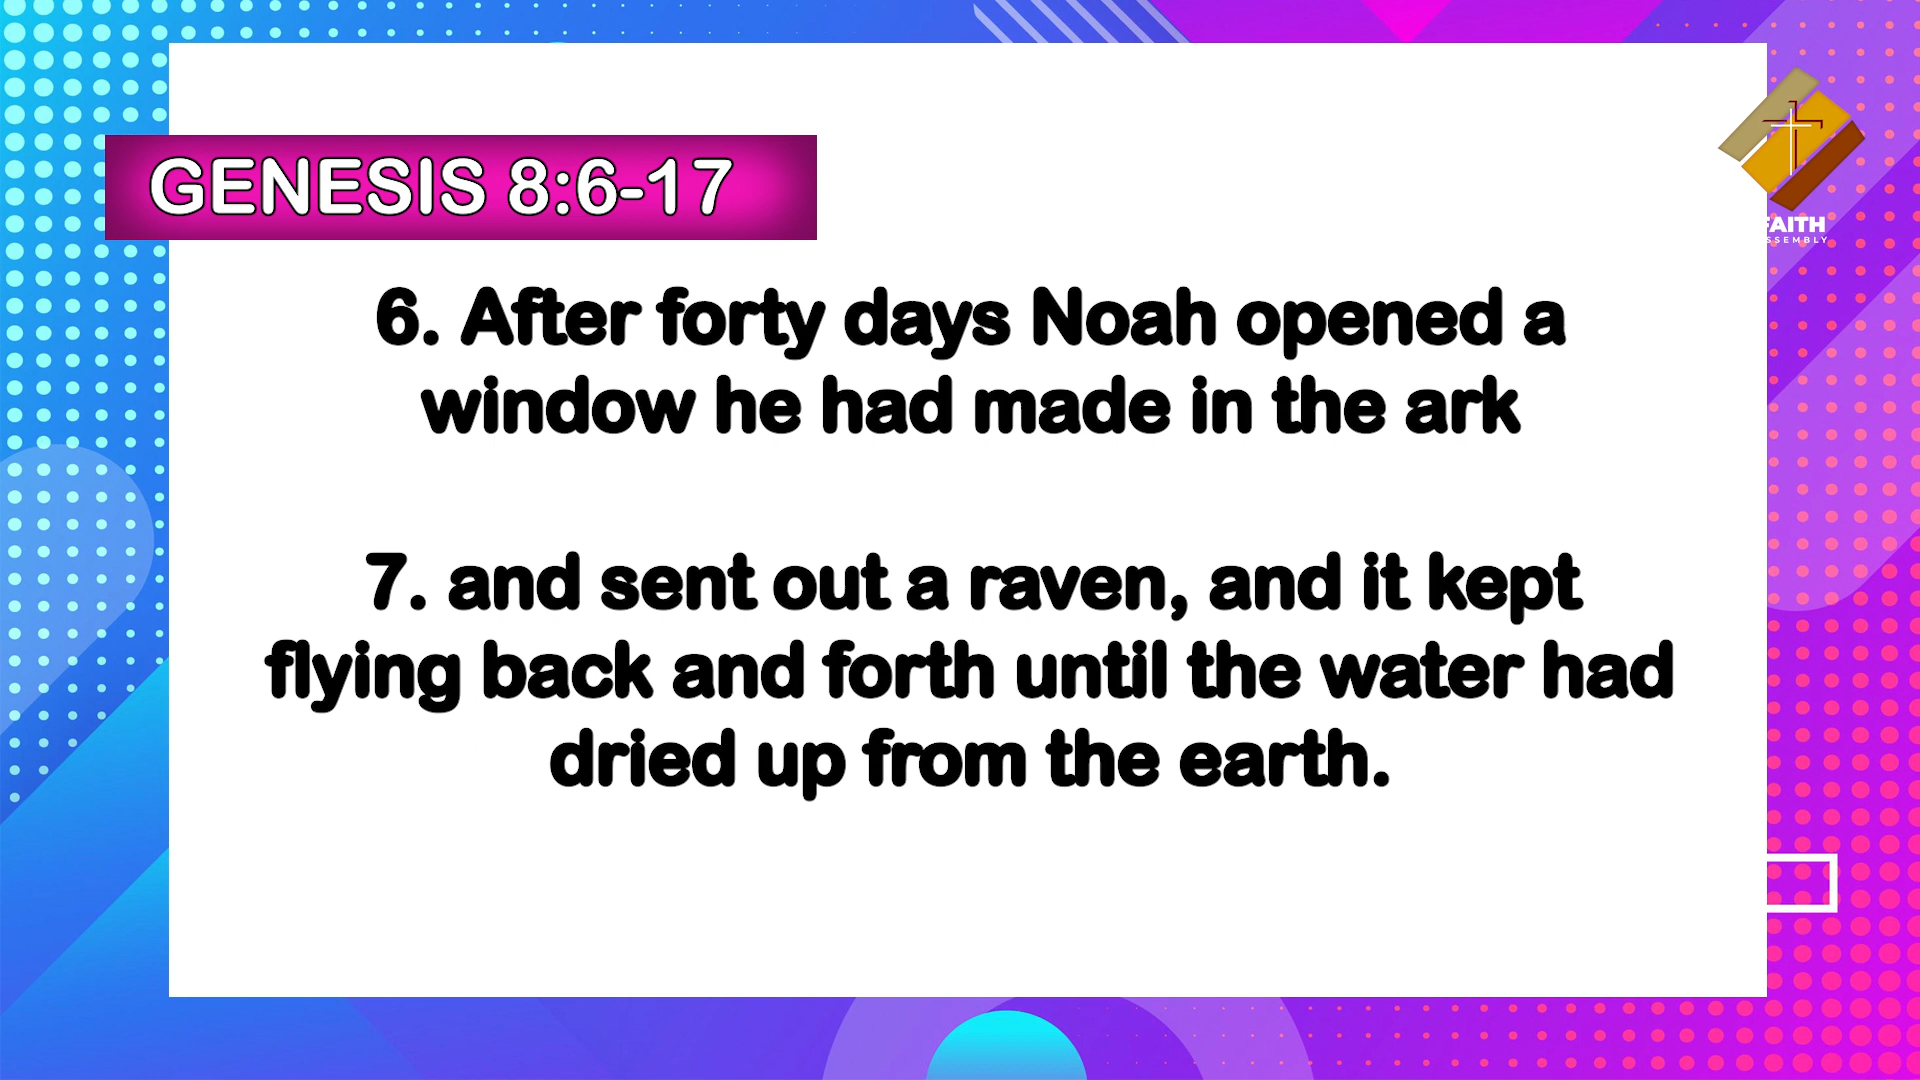 GENESIS 8:6-17
FAITH
SSEMBLY
6. After forty days Noah opened a
window he had made in the ark
7. and sent out a raven, and it kept
flying back and forth until the water had
dried up from the earth.